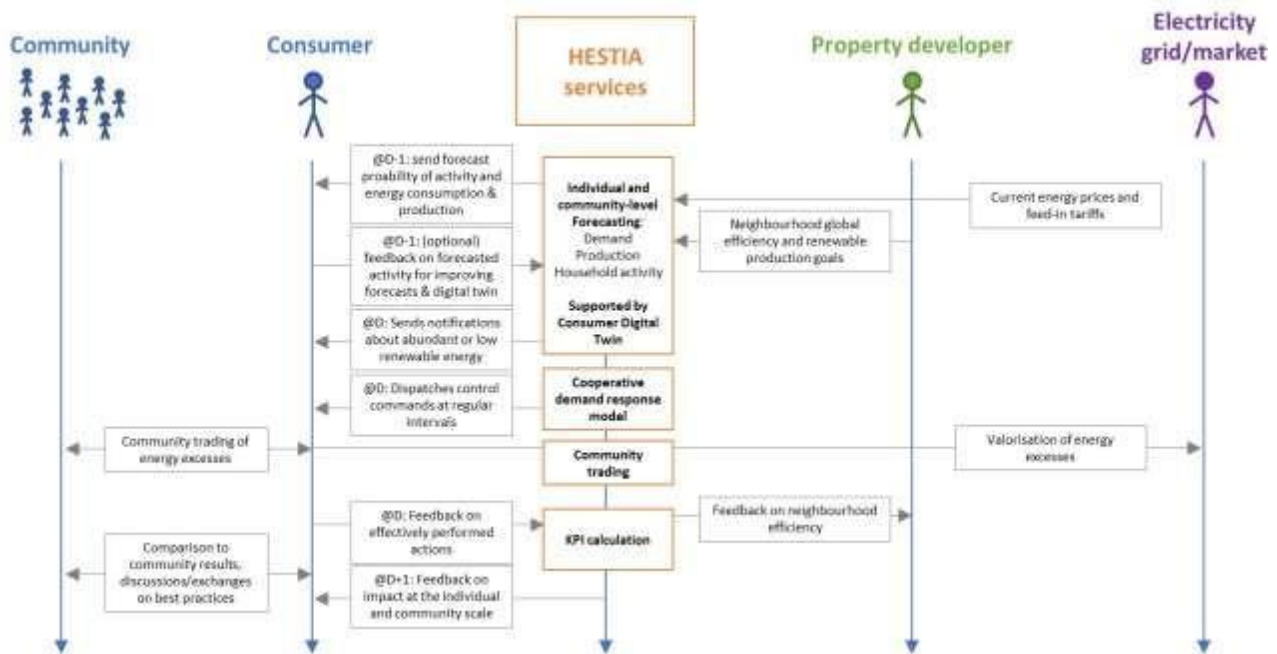 Community
Consumer
HESTIA
services
Property developer
Electricity
grid/market
@D-1: send forecast
proability of activity and
energy consumption &
production
Individual and
community-level
Forecasting:
Demand
Production
Household activity
Supported by
Consumer Digital
Twin
Current energy prices and
feed-in tariffs
Neighbourhood global
efficiency and renewable
production goals
@D-1: (optional)
feedback on forecasted
activity for improving
forecasts & digital twin
@D: Sends notifications
about abundant or low
renewable energy
@D: Dispatches control
commands at regular
intervals
Cooperative
demand response
model
Community trading of
energy excesses
Community
trading
Valorisation of energy
excesses
@D: Feedback on
effectively performed
actions
KPI calculation
Feedback on neighbourhood
efficiency
Comparison to
community results,
discussions/exchanges
on best practices
@D+1: Feedback on
impact at the individual
and community scale